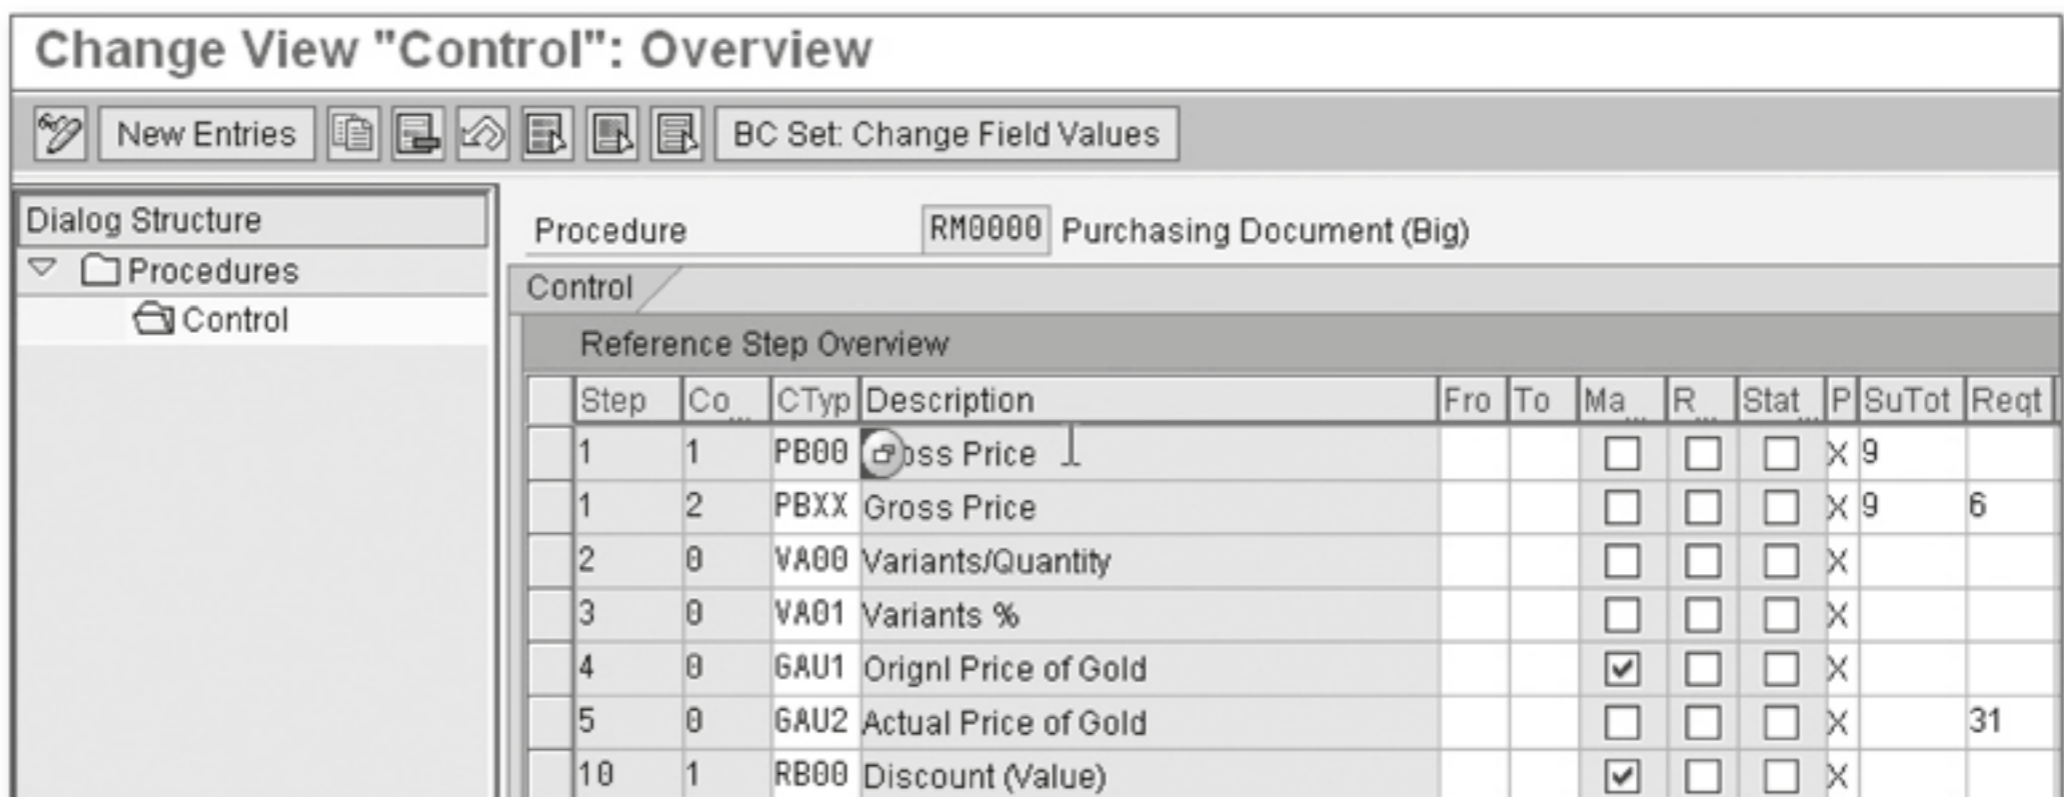 Change View "Control": Overview
New Entries BC Set: Change Field Values
Dialog Structure
Procedures
Control
Procedure RM0000 Purchasing Document (Big)
Control
Reference Step Overview
Step Co... CTyp Description Fro To Ma... R... Stat... P SuTot Reqt
1 1 PB00 oss Price X 9
1 2 PBXX Gross Price X 9 6
2 0 VA00 Variants/Quantity X
3 0 VA01 Variants % X
4 0 GAU1 Orignl Price of Gold X
5 0 GAU2 Actual Price of Gold X 31
10 1 RB00 Discount (Value) X